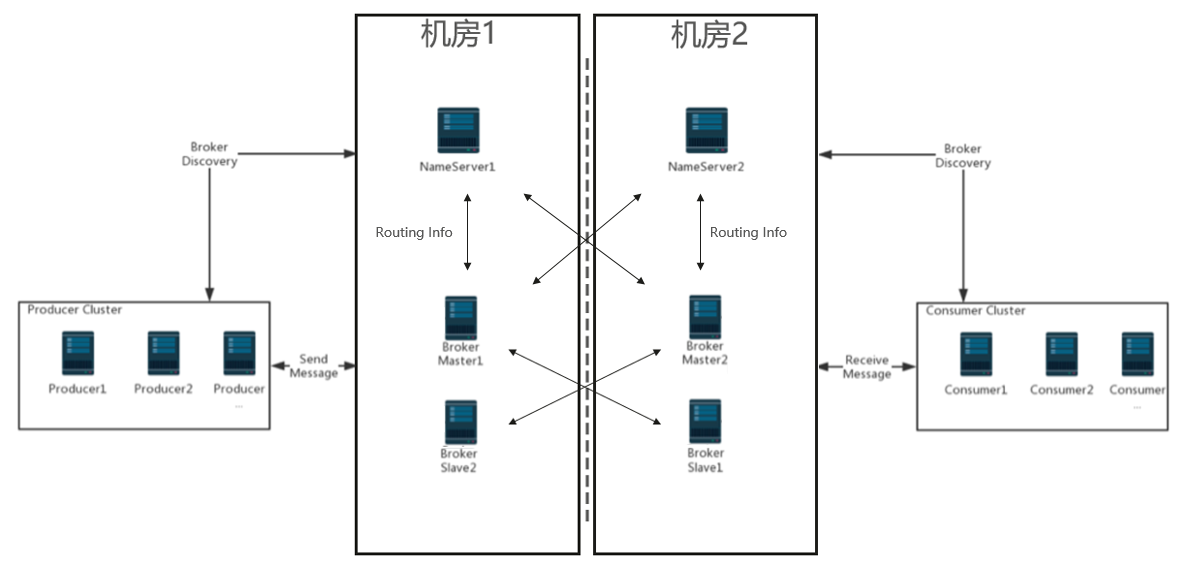 机房1
机房2
NameServer1
NameServer2
Broker
Discovery
Broker
Discovery
Routing Info
Routing Info
Producer Cluster
Producer1
Producer2
Producer
...
Send
Message
Broker
Master1
Broker
Master2
Broker
Slave2
Broker
Slave1
Receive
Message
Consumer Cluster
Consumer1
Consumer2
Consumer
...